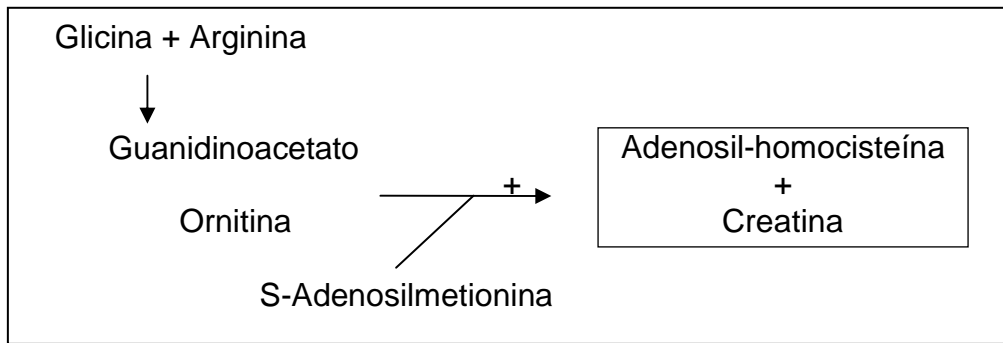 Glicina + Arginina
Guanidinoacetato
Adenosil-homocisteína
+
+
Ornitina
Creatina
S-Adenosilmetionina